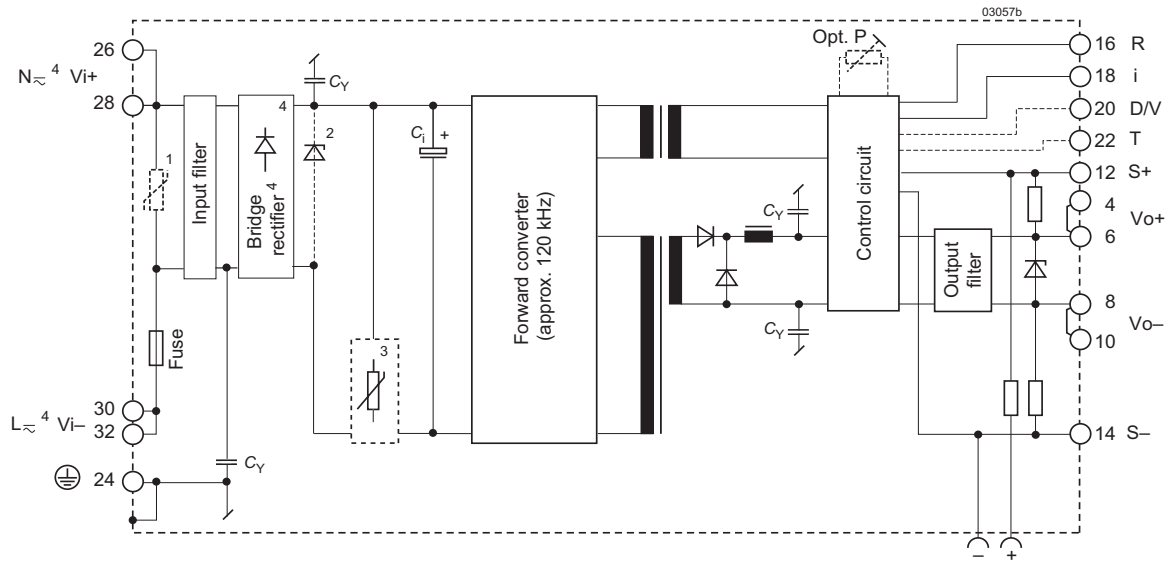 03057b
26
N≂ 4 Vi+
28
1
Input filter
4
Bridge
rectifier 4
2
CY
Ci +
3
Fuse
30
L≂ 4 Vi–
32
24
CY
Forward converter
(approx. 120 kHz)
CY
CY
Opt. P
Control circuit
Output
filter
16 R
18 i
20 D/V
22 T
12 S+
4
Vo+
6
8
Vo–
10
14 S–
– +